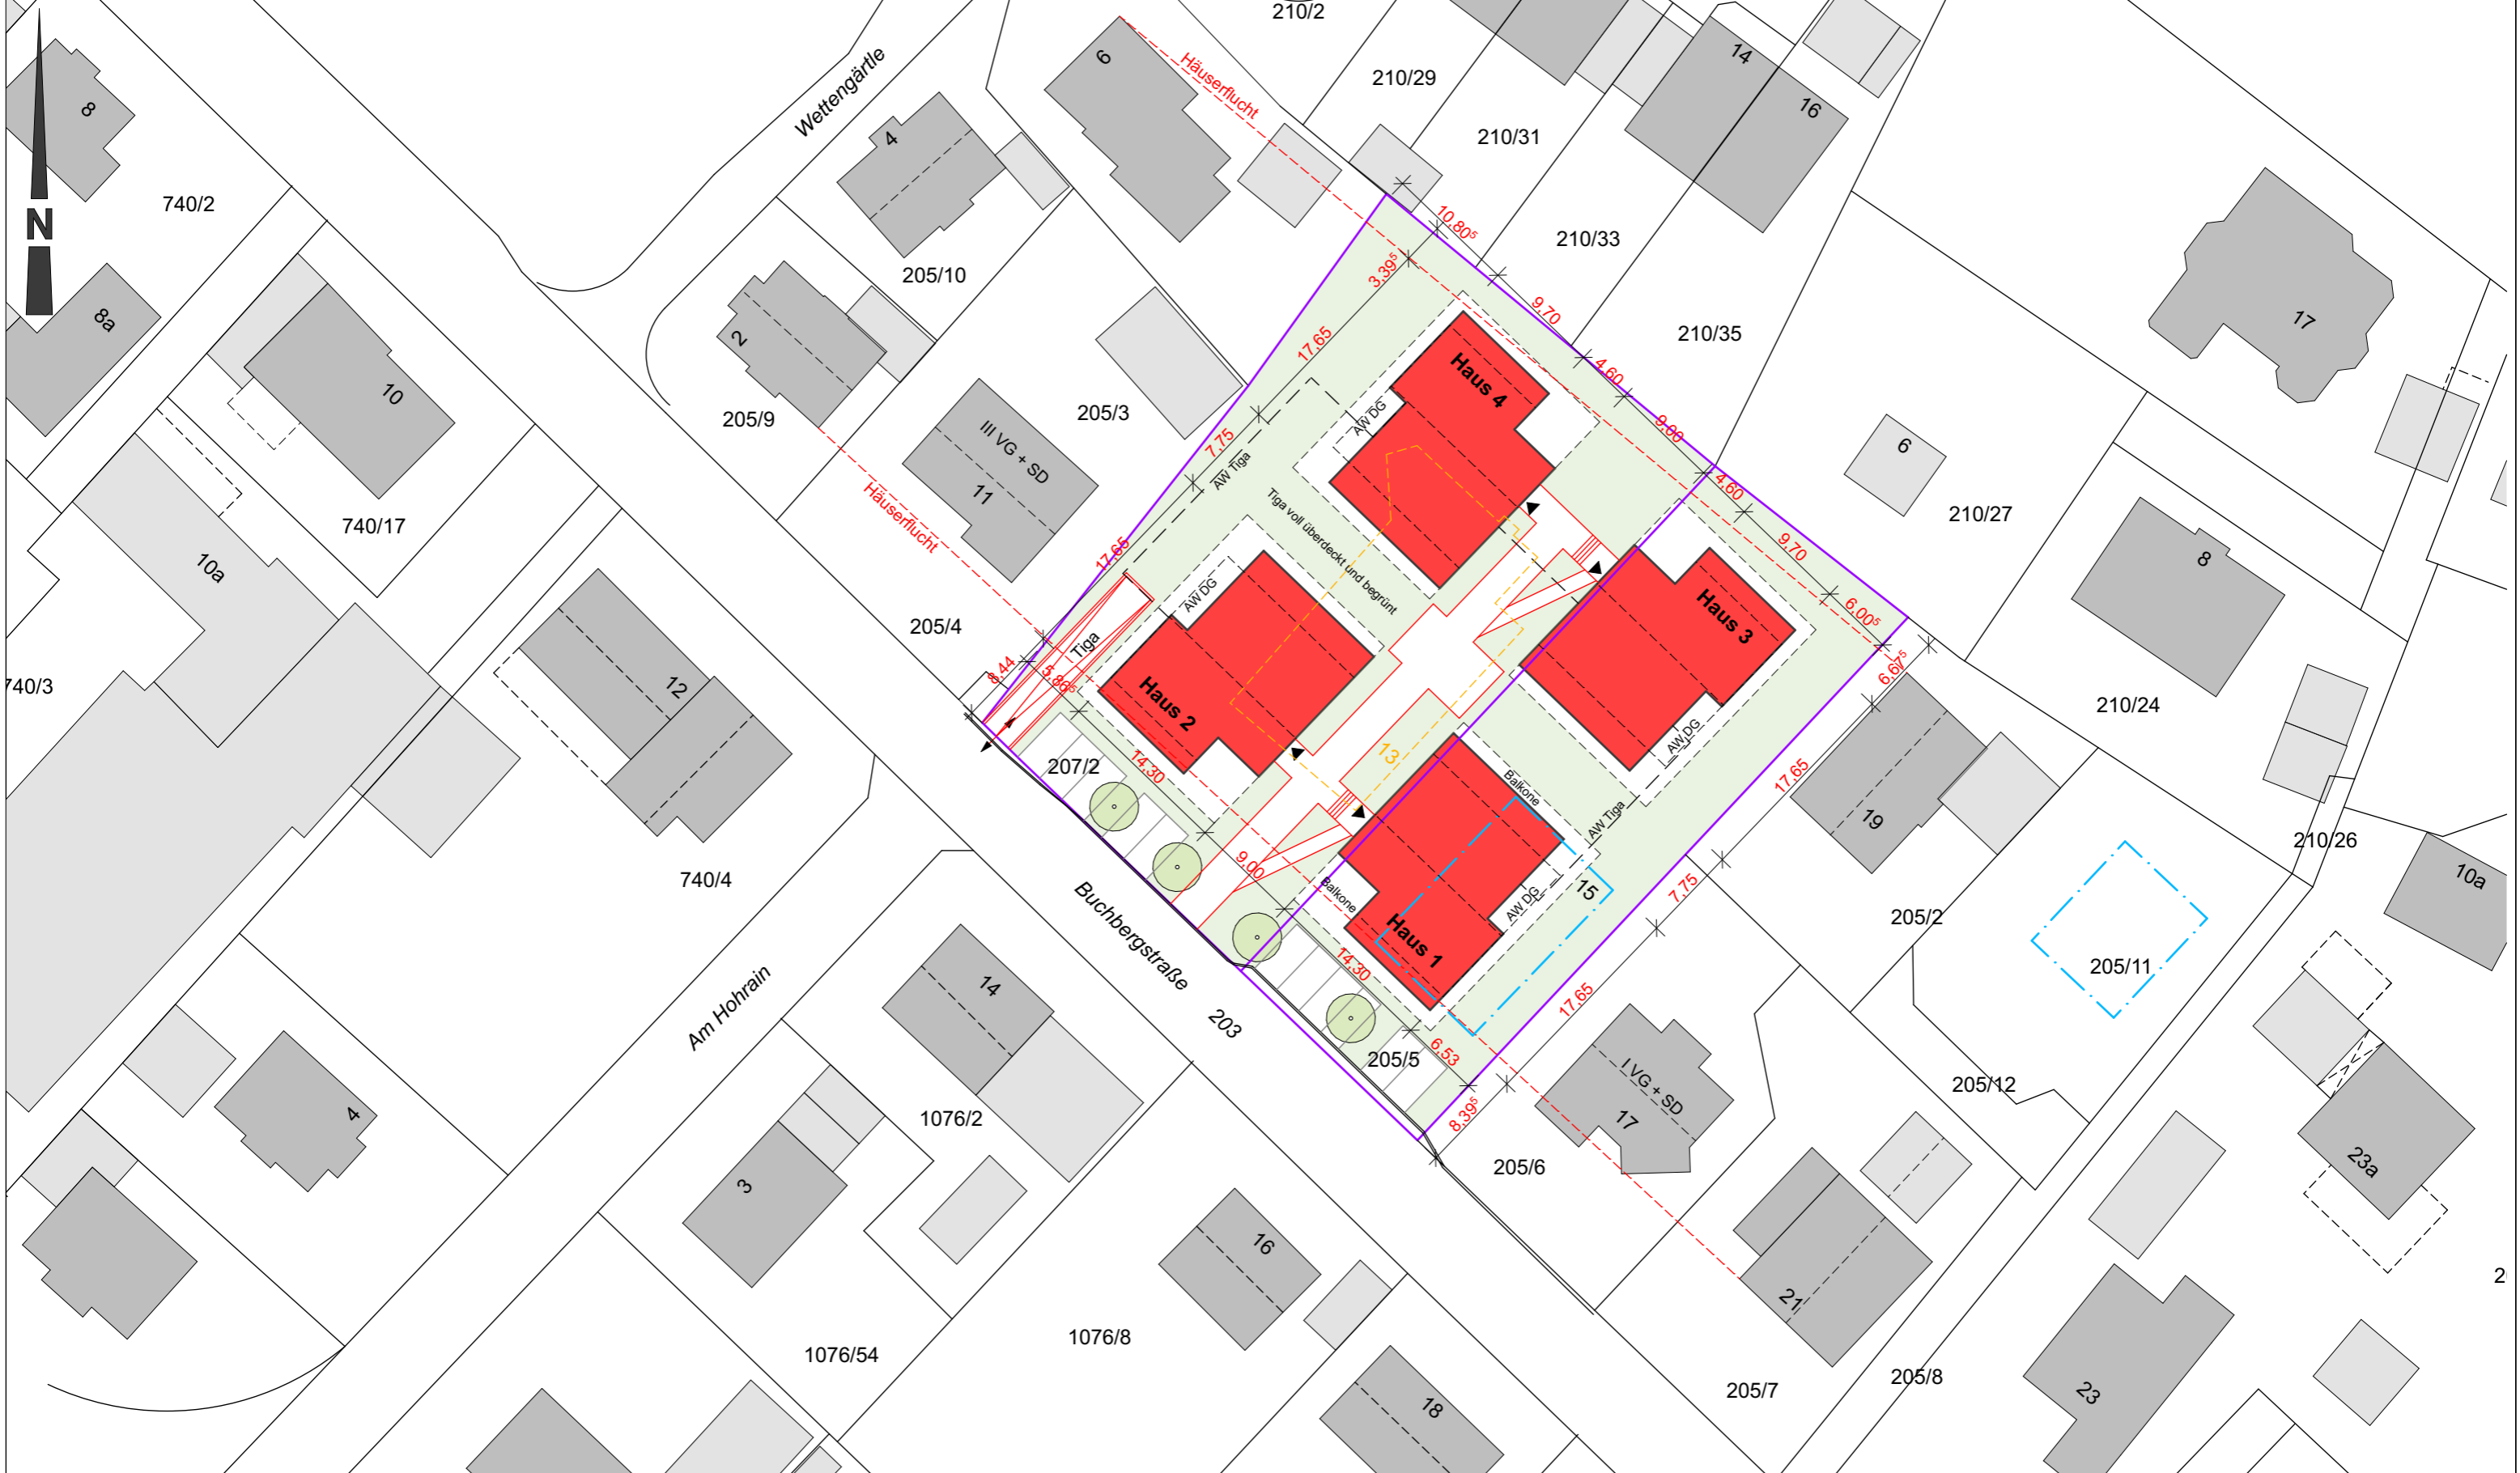 210/2
6
Häuserflucht
210/29
14
16
Wettengärtle
8
4
210/31
740/2
N
10,80⁵
210/33
205/10
3,39⁵
8a
2
9,70
17,65
210/35
17
4,60
Haus 4
10
205/9
205/3
AW DG
9,00
III VG + SD
7,75
AW Tiga
6
4,60
11
Häuserflucht
Tiga voll überdeckt und begrünt
210/27
740/17
9,70
17,65
8
10a
AW DG
6,00⁵
Haus 3
205/4
Tiga
6,67⁵
8,44
5,86⁵
740/3
12
Haus 2
210/24
AW DG
13
207/2
14,30
17,65
Balkone
19
AW Tiga
210/26
9,00
740/4
15
7,75
10a
Buchbergstraße
Balkone
AW DG
205/2
Haus 1
14,30
205/11
14
Am Hohrain
17,65
203
6,53
205/5
I VG + SD
205/12
4
1076/2
8,39⁵
17
205/6
23a
3
16
2
21
1076/8
1076/54
205/7
205/8
23
18